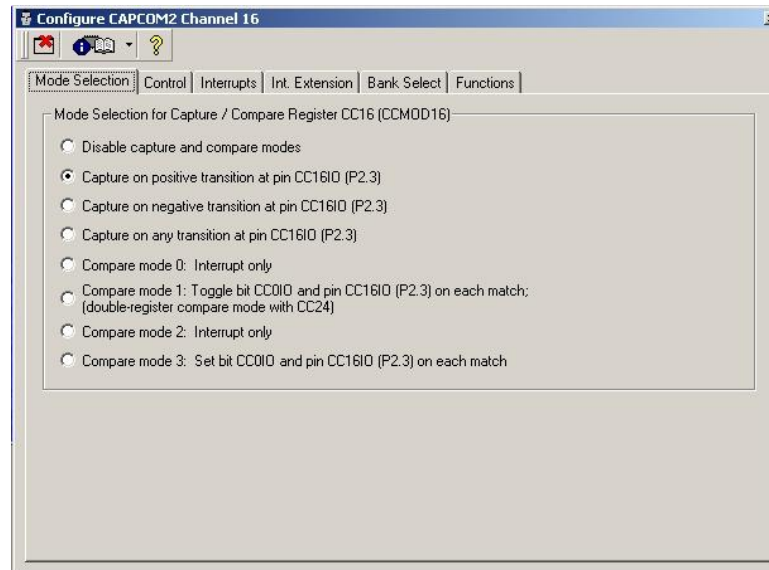 Configure CAPCOM2 Channel 16
Mode Selection Control Interrupts Int. Extension Bank Select Functions
Mode Selection for Capture / Compare Register CC16 (CCMOD16)
Disable capture and compare modes
Capture on positive transition at pin CC16IO (P2.3)
Capture on negative transition at pin CC16IO (P2.3)
Capture on any transition at pin CC16IO (P2.3)
Compare mode 0: Interrupt only
Compare mode 1: Toggle bit CC0IO and pin CC16IO (P2.3) on each match;
(double-register compare mode with CC24)
Compare mode 2: Interrupt only
Compare mode 3: Set bit CC0IO and pin CC16IO (P2.3) on each match